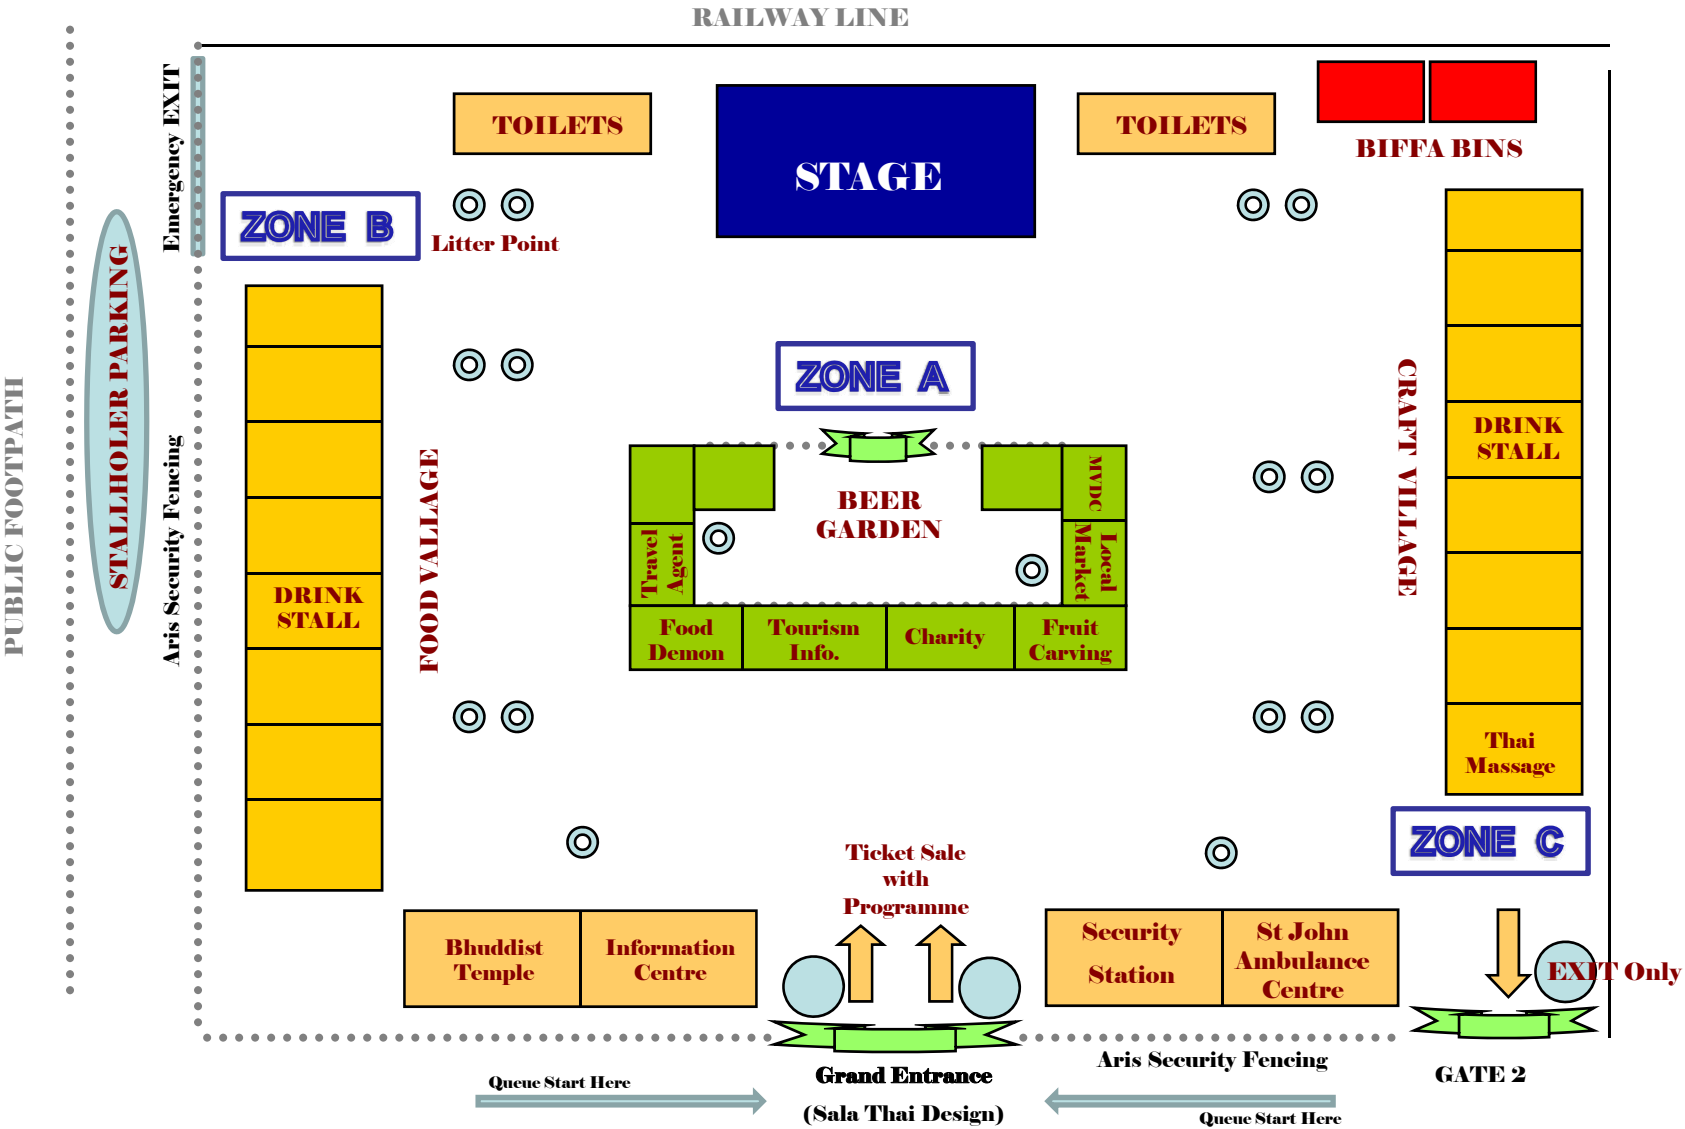 RAILWAY LINE
Emergency EXIT
TOILETS
STAGE
TOILETS
BIFFA BINS
ZONE B
Litter Point
STALLHOLER PARKING
PUBLIC FOOTPATH
Aris Security Fencing
ZONE A
FOOD VALLAGE
DRINK
STALL
BEER
GARDEN
MVDC
Travel
Agent
Local
Market
Food
Demon
Tourism
Info.
Charity
Fruit
Carving
CRAFT VILLAGE
DRINK
STALL
Thai
Massage
ZONE C
Ticket Sale
with
Programme
Bhuddist
Temple
Information
Centre
Security
Station
St John
Ambulance
Centre
EXIT Only
Aris Security Fencing
GATE 2
Grand Entrance
(Sala Thai Design)
Queue Start Here
Queue Start Here